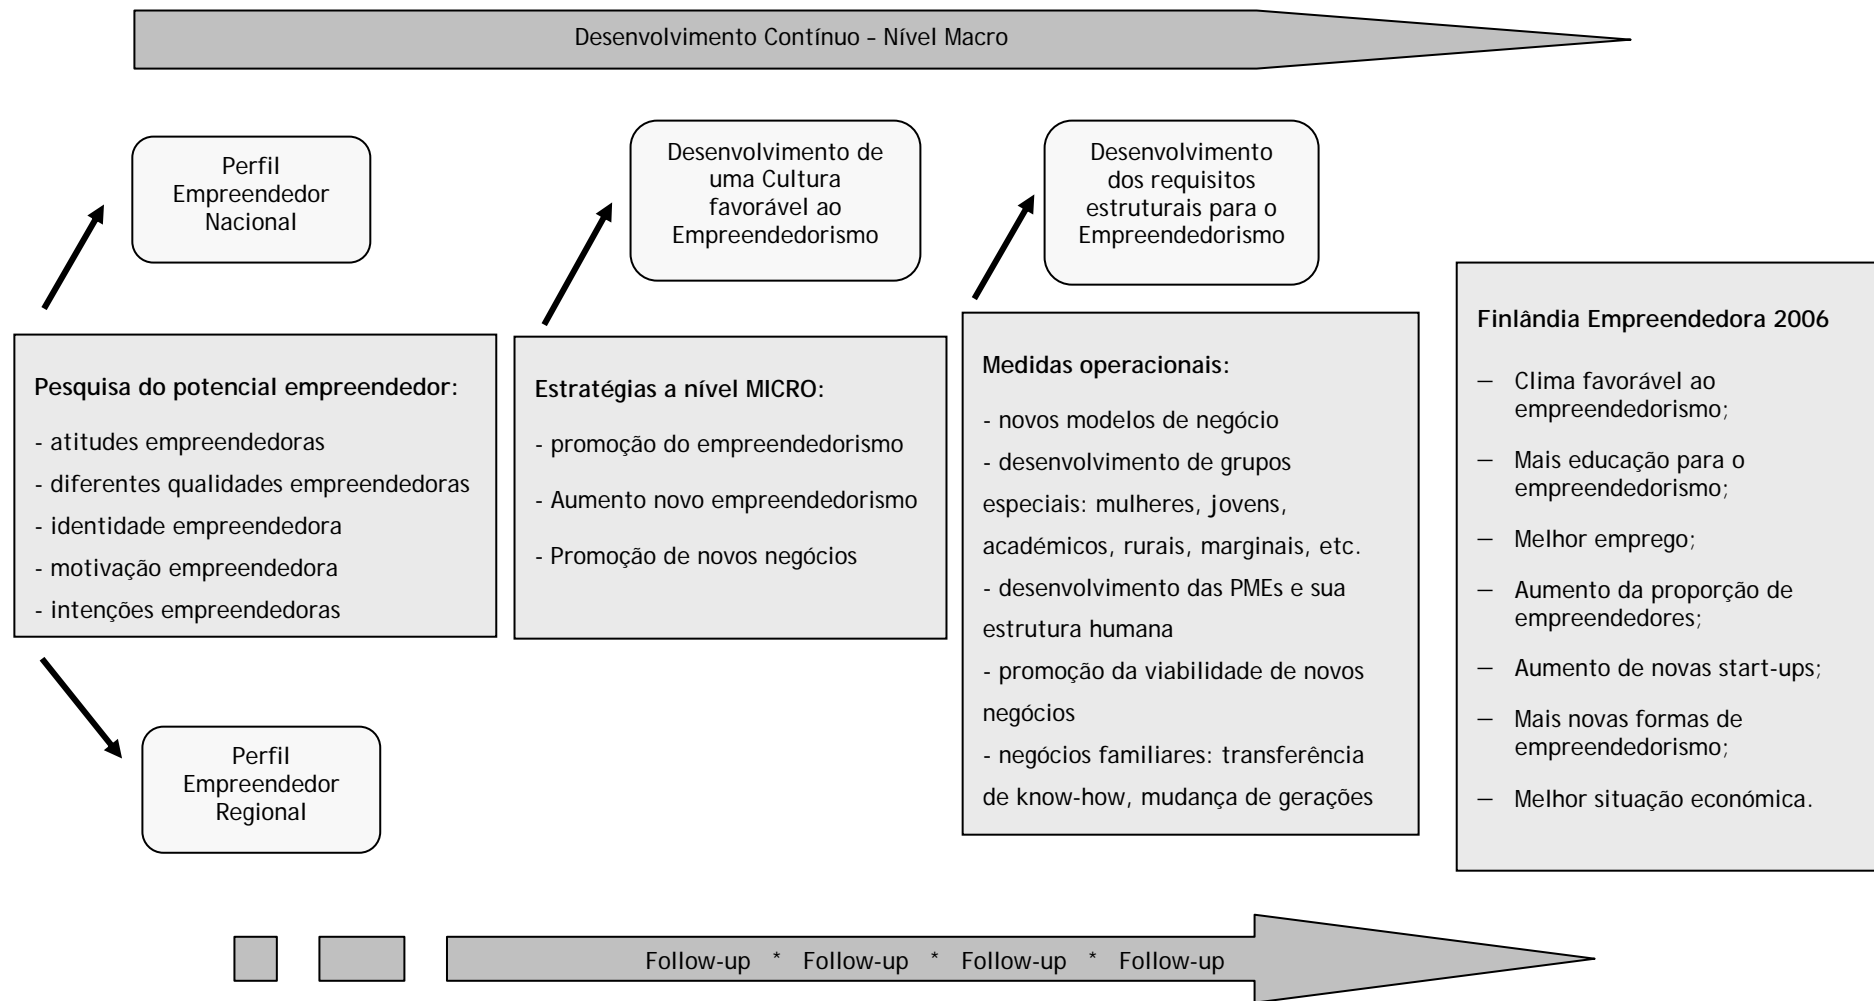 Desenvolvimento Contínuo – Nível Macro
Perfil
Empreendedor
Nacional
Desenvolvimento de
uma Cultura
favorável ao
Empreendedorismo
Desenvolvimento
dos requisitos
estruturais para o
Empreendedorismo
Pesquisa do potencial empreendedor:
- atitudes empreendedoras
- diferentes qualidades empreendedoras
- identidade empreendedora
- motivação empreendedora
- intenções empreendedoras
Estratégias a nível MICRO:
- promoção do empreendedorismo
- Aumento novo empreendedorismo
- Promoção de novos negócios
Medidas operacionais:
- novos modelos de negócio
- desenvolvimento de grupos
especiais: mulheres, jovens,
académicos, rurais, marginais, etc.
- desenvolvimento das PMEs e sua
estrutura humana
- promoção da viabilidade de novos
negócios
- negócios familiares: transferência
de know-how, mudança de gerações
Finlândia Empreendedora 2006
— Clima favorável ao
empreendedorismo;
— Mais educação para o
empreendedorismo;
— Melhor emprego;
— Aumento da proporção de
empreendedores;
— Aumento de novas start-ups;
— Mais novas formas de
empreendedorismo;
— Melhor situação económica.
Perfil
Empreendedor
Regional
Follow-up * Follow-up * Follow-up * Follow-up